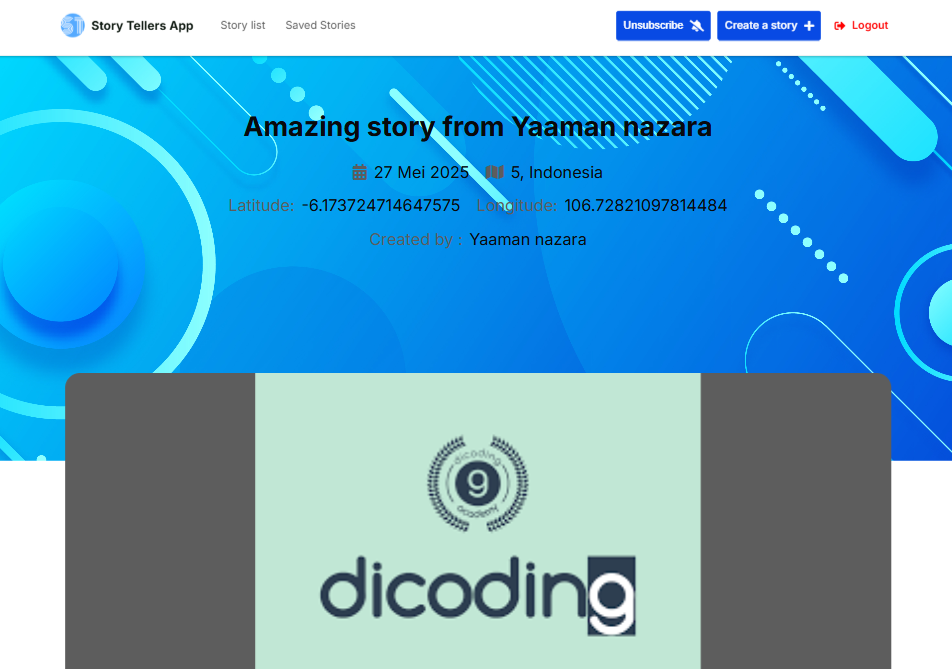 ST Story Tellers App Story list Saved Stories Unsubscribe Create a story Logout
Amazing story from Yaaman nazara
27 Mei 2025 5, Indonesia
Latitude: -6.173724714647575 Longitude: 106.72821097814484
Created by : Yaaman nazara
dicoding
g
academy
dicoding